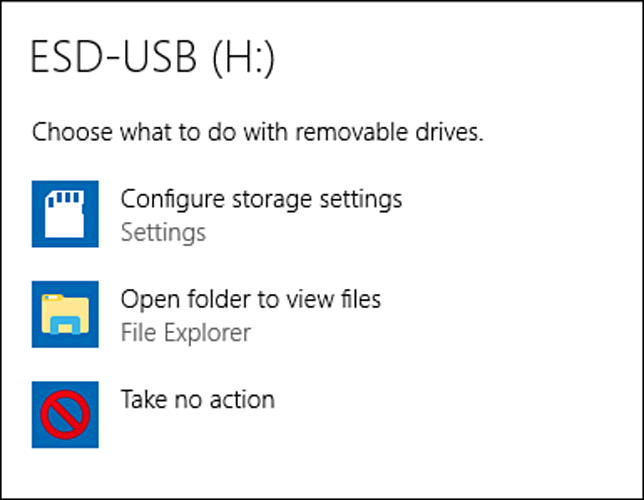 ESD-USB (H:)
Choose what to do with removable drives.
Configure storage settings
Settings
Open folder to view files
File Explorer
Take no action